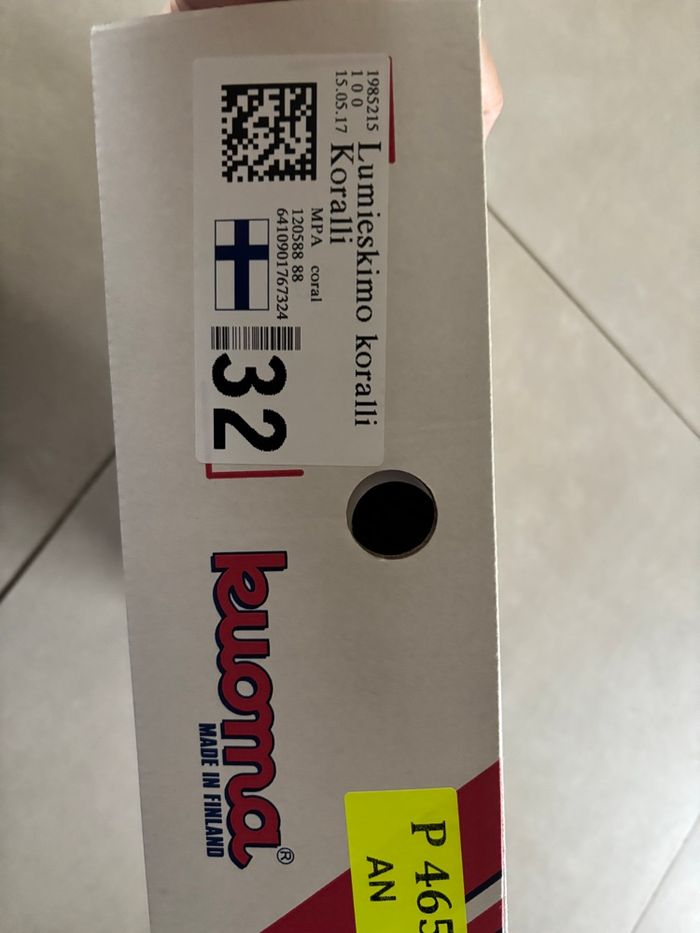 1985215
1 0 0
15.05.17
Lumieskimo koralli
Koralli
MPA coral
120588 88
6410901767324
32
kuoma®
MADE IN FINLAND
P 465
AN